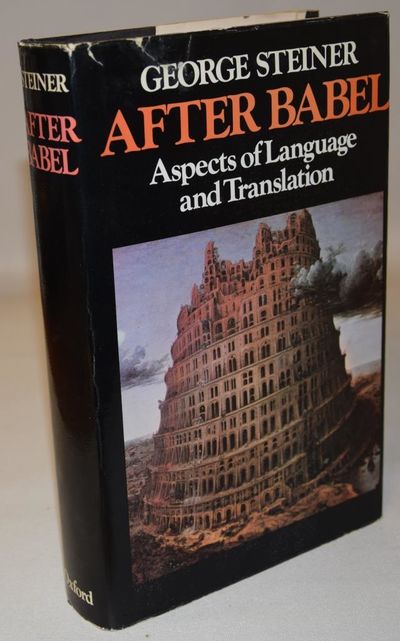 GEORGE STEINER
AFTER BABEL
Aspects of Language
and Translation
STEINER
AFTER
BABEL
Oxford